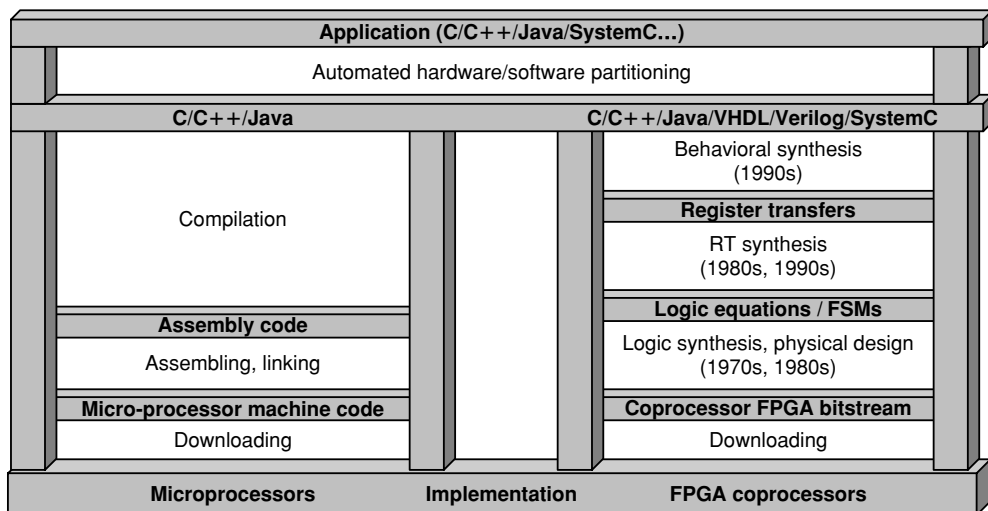 Application (C/C++/Java/SystemC…)
Automated hardware/software partitioning
C/C++/Java
C/C++/Java/VHDL/Verilog/SystemC
Compilation
Assembly code
Assembling, linking
Micro-processor machine code
Downloading
Behavioral synthesis
(1990s)
Register transfers
RT synthesis
(1980s, 1990s)
Logic equations / FSMs
Logic synthesis, physical design
(1970s, 1980s)
Coprocessor FPGA bitstream
Downloading
Microprocessors
Implementation
FPGA coprocessors